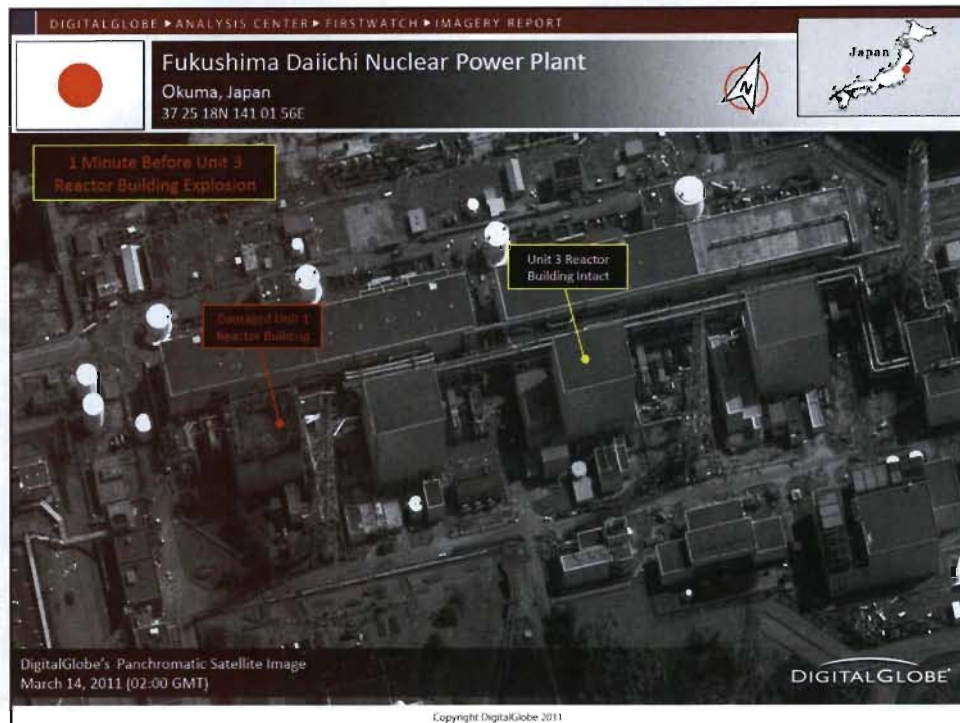 DIGITALGLOBE ▸ ANALYSIS CENTER ▸ FIRSTWATCH ▸ IMAGERY REPORT
Fukushima Daiichi Nuclear Power Plant
Okuma, Japan
37 25 18N 141 01 56E
N
Japan
1 Minute Before Unit 3
Reactor Building Explosion
Unit 3 Reactor
Building Intact
Damaged Unit 1
Reactor Building
DigitalGlobe's Panchromatic Satellite Image
March 14, 2011 (02:00 GMT)
DIGITALGLOBE®
Copyright DigitalGlobe 2011